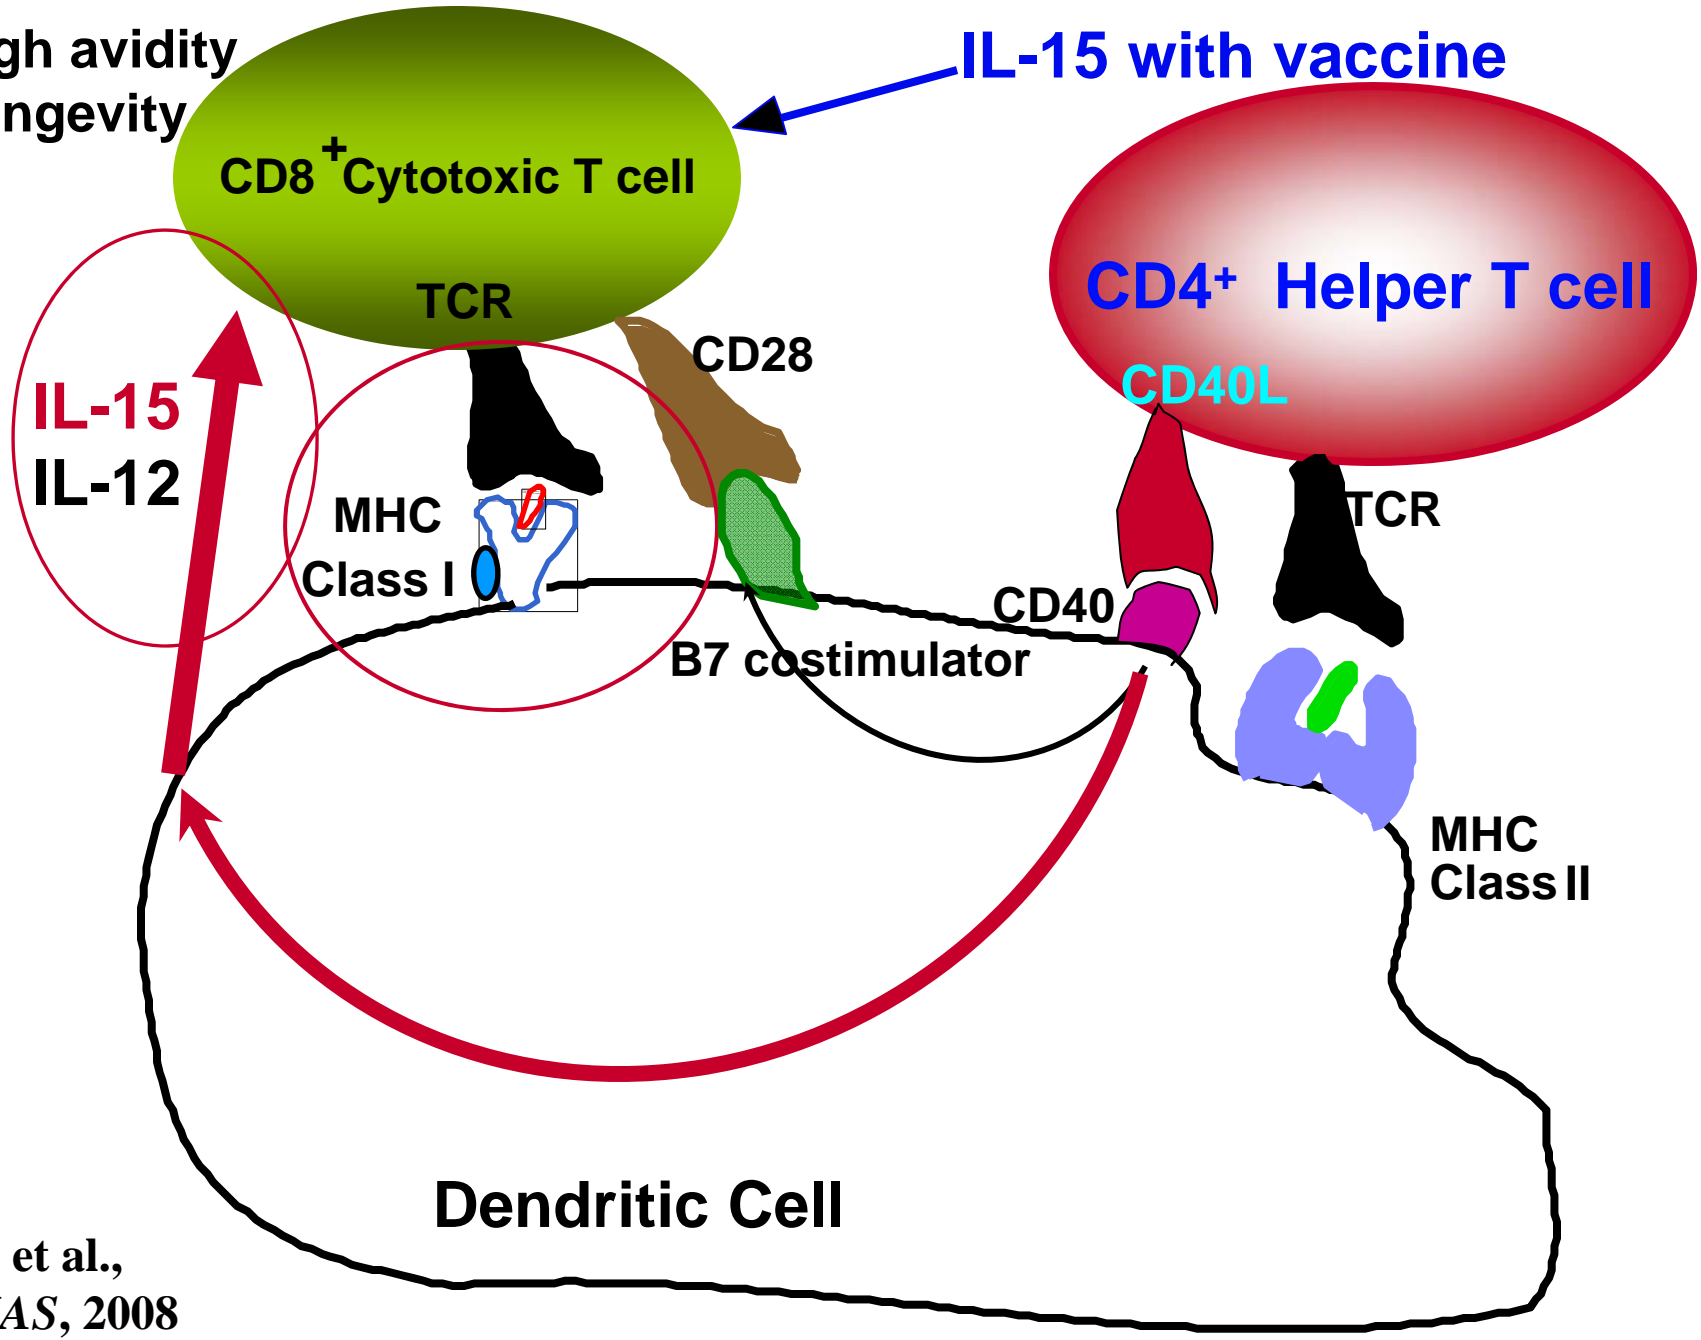 gh avidity
ngevity
IL-15 with vaccine
CD8 + Cytotoxic T cell
TCR
CD4+ Helper T cell
CD28
CD40L
IL-15
IL-12
MHC
Class I
TCR
CD40
B7 costimulator
MHC
Class II
Dendritic Cell
et al.,
AS, 2008